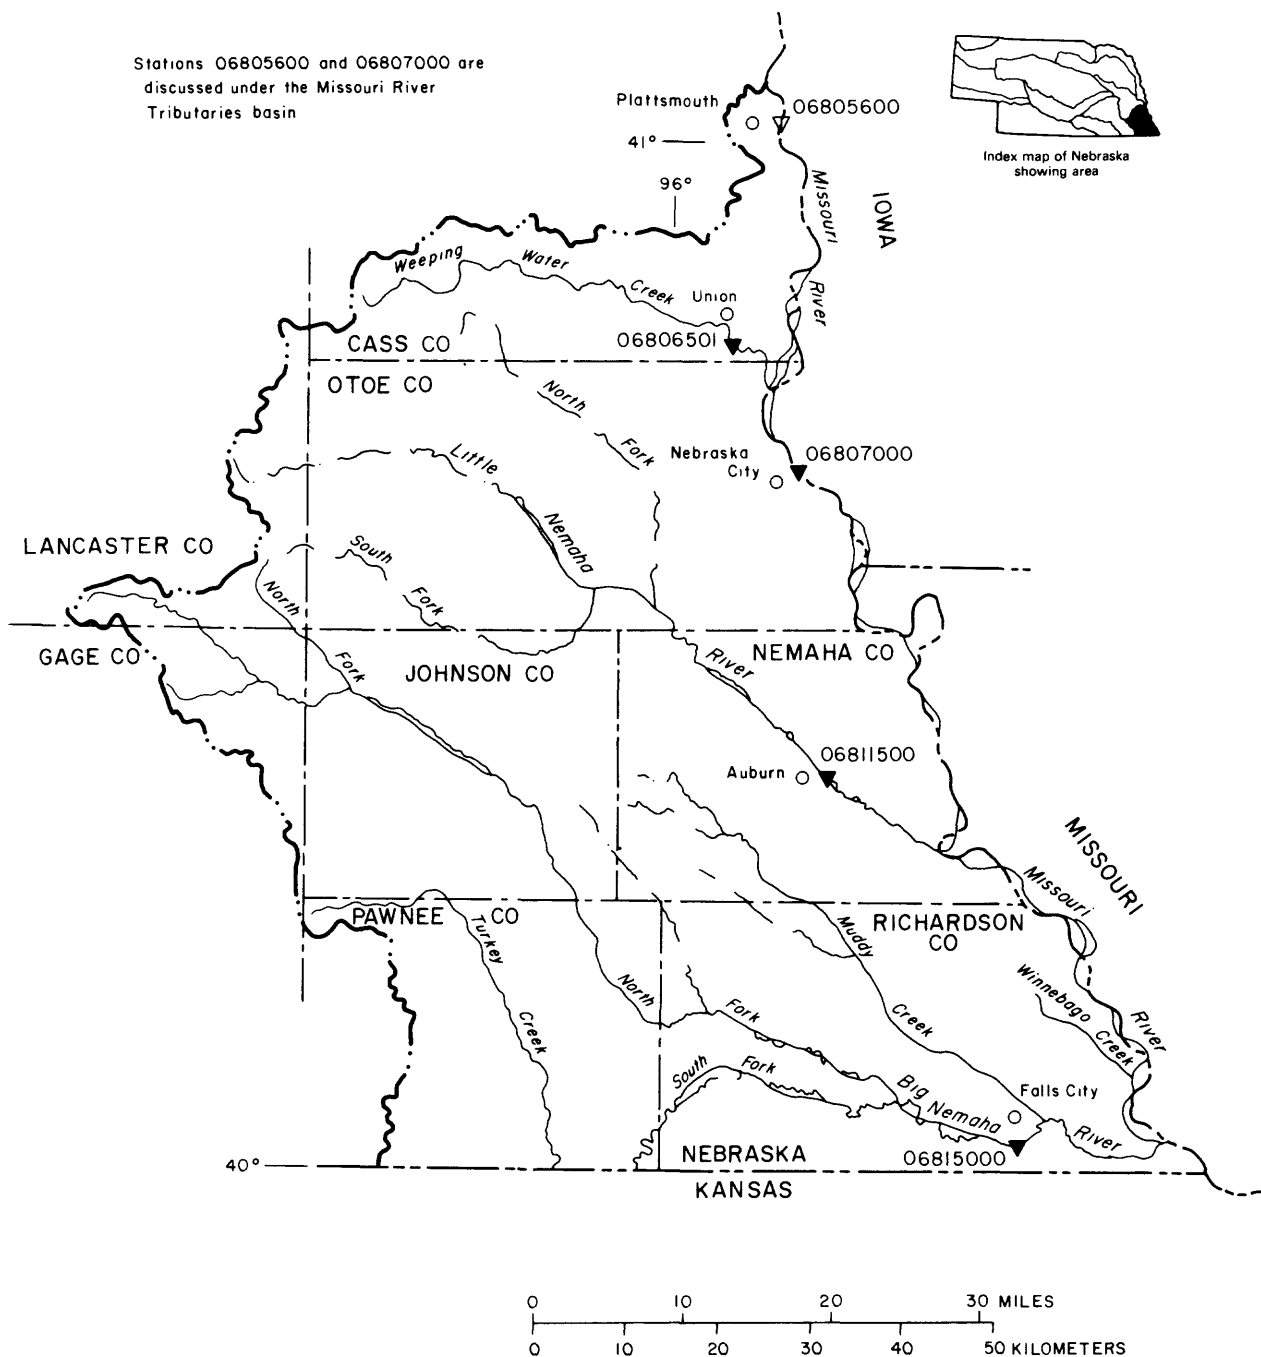 Stations 06805600 and 06807000 are
discussed under the Missouri River
Tributaries basin
Plattsmouth
06805600
41°
96°
Index map of Nebraska
showing area
Missouri
River
IOWA
Weeping
Water
Creek
Union
06806501
CASS CO
OTOE CO
North
Fork
Little
Nemaha
Nebraska
City
06807000
LANCASTER CO
South
Fork
North
Fork
GAGE CO
JOHNSON CO
River
NEMAHA CO
Auburn
06811500
MISSOURI
Missouri
River
PAWNEE CO
Turkey
Creek
RICHARDSON
CO
Muddy
Creek
Winnebago
Creek
North
Fork
South
Fork
Big
Nemaha
River
Falls City
06815000
40°
NEBRASKA
KANSAS
0 10 20 30 MILES
0 10 20 30 40 50 KILOMETERS